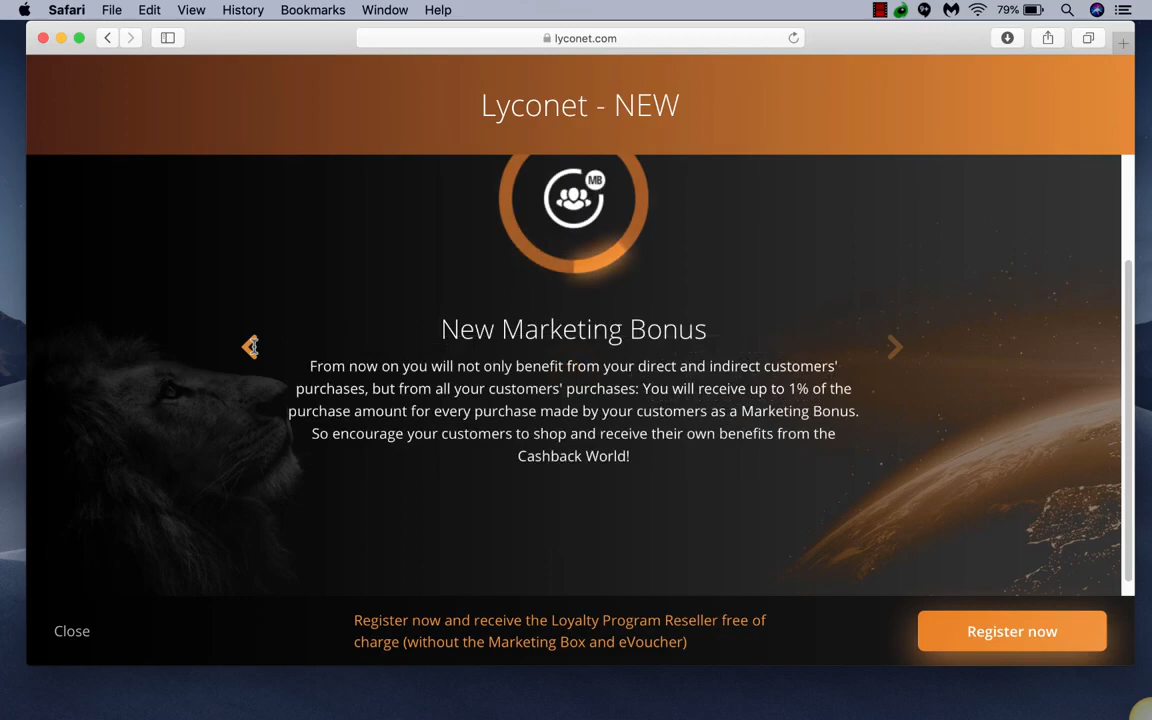 Safari File Edit View History Bookmarks Window Help 79%
lyconet.com
Lyconet - NEW
MB
New Marketing Bonus
From now on you will not only benefit from your direct and indirect customers'
purchases, but from all your customers' purchases: You will receive up to 1% of the
purchase amount for every purchase made by your customers as a Marketing Bonus.
So encourage your customers to shop and receive their own benefits from the
Cashback World!
Close
Register now and receive the Loyalty Program Reseller free of
charge (without the Marketing Box and eVoucher)
Register now